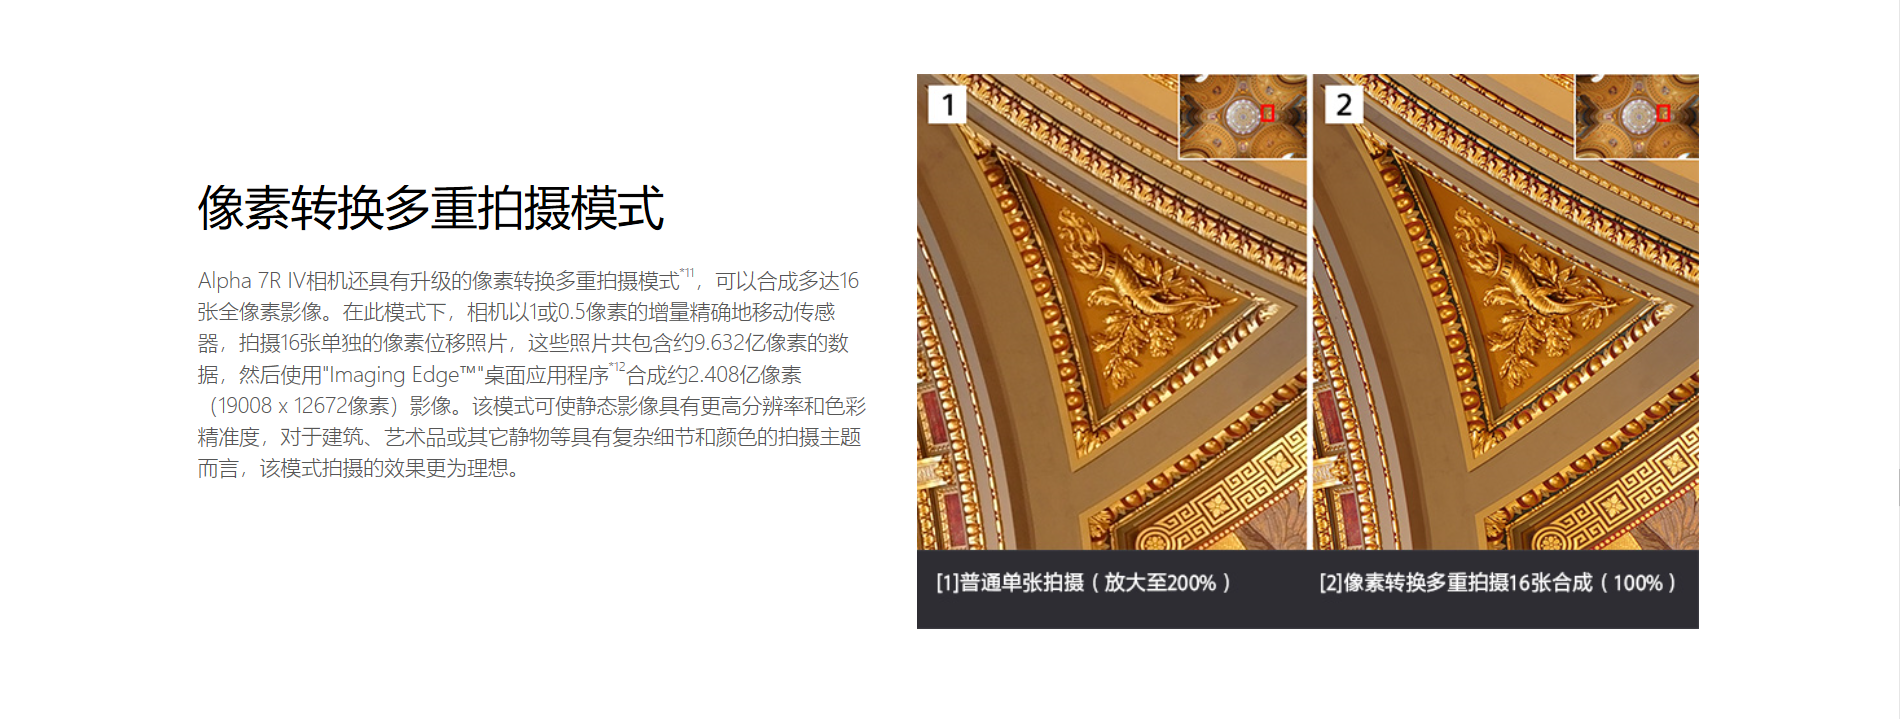 像素转换多重拍摄模式
Alpha 7R IV相机还具有升级的像素转换多重拍摄模式*11，可以合成多达16
张全像素影像。在此模式下，相机以1或0.5像素的增量精确地移动传感
器，拍摄16张单独的像素位移照片，这些照片共包含约9.632亿像素的数
据，然后使用"Imaging Edge™"桌面应用程序*12合成约2.408亿像素
（19008 x 12672像素）影像。该模式可使静态影像具有更高分辨率和色彩
精准度，对于建筑、艺术品或其它静物等具有复杂细节和颜色的拍摄主题
而言，该模式拍摄的效果更为理想。
1
2
[1]普通单张拍摄（放大至200%）
[2]像素转换多重拍摄16张合成（100%）